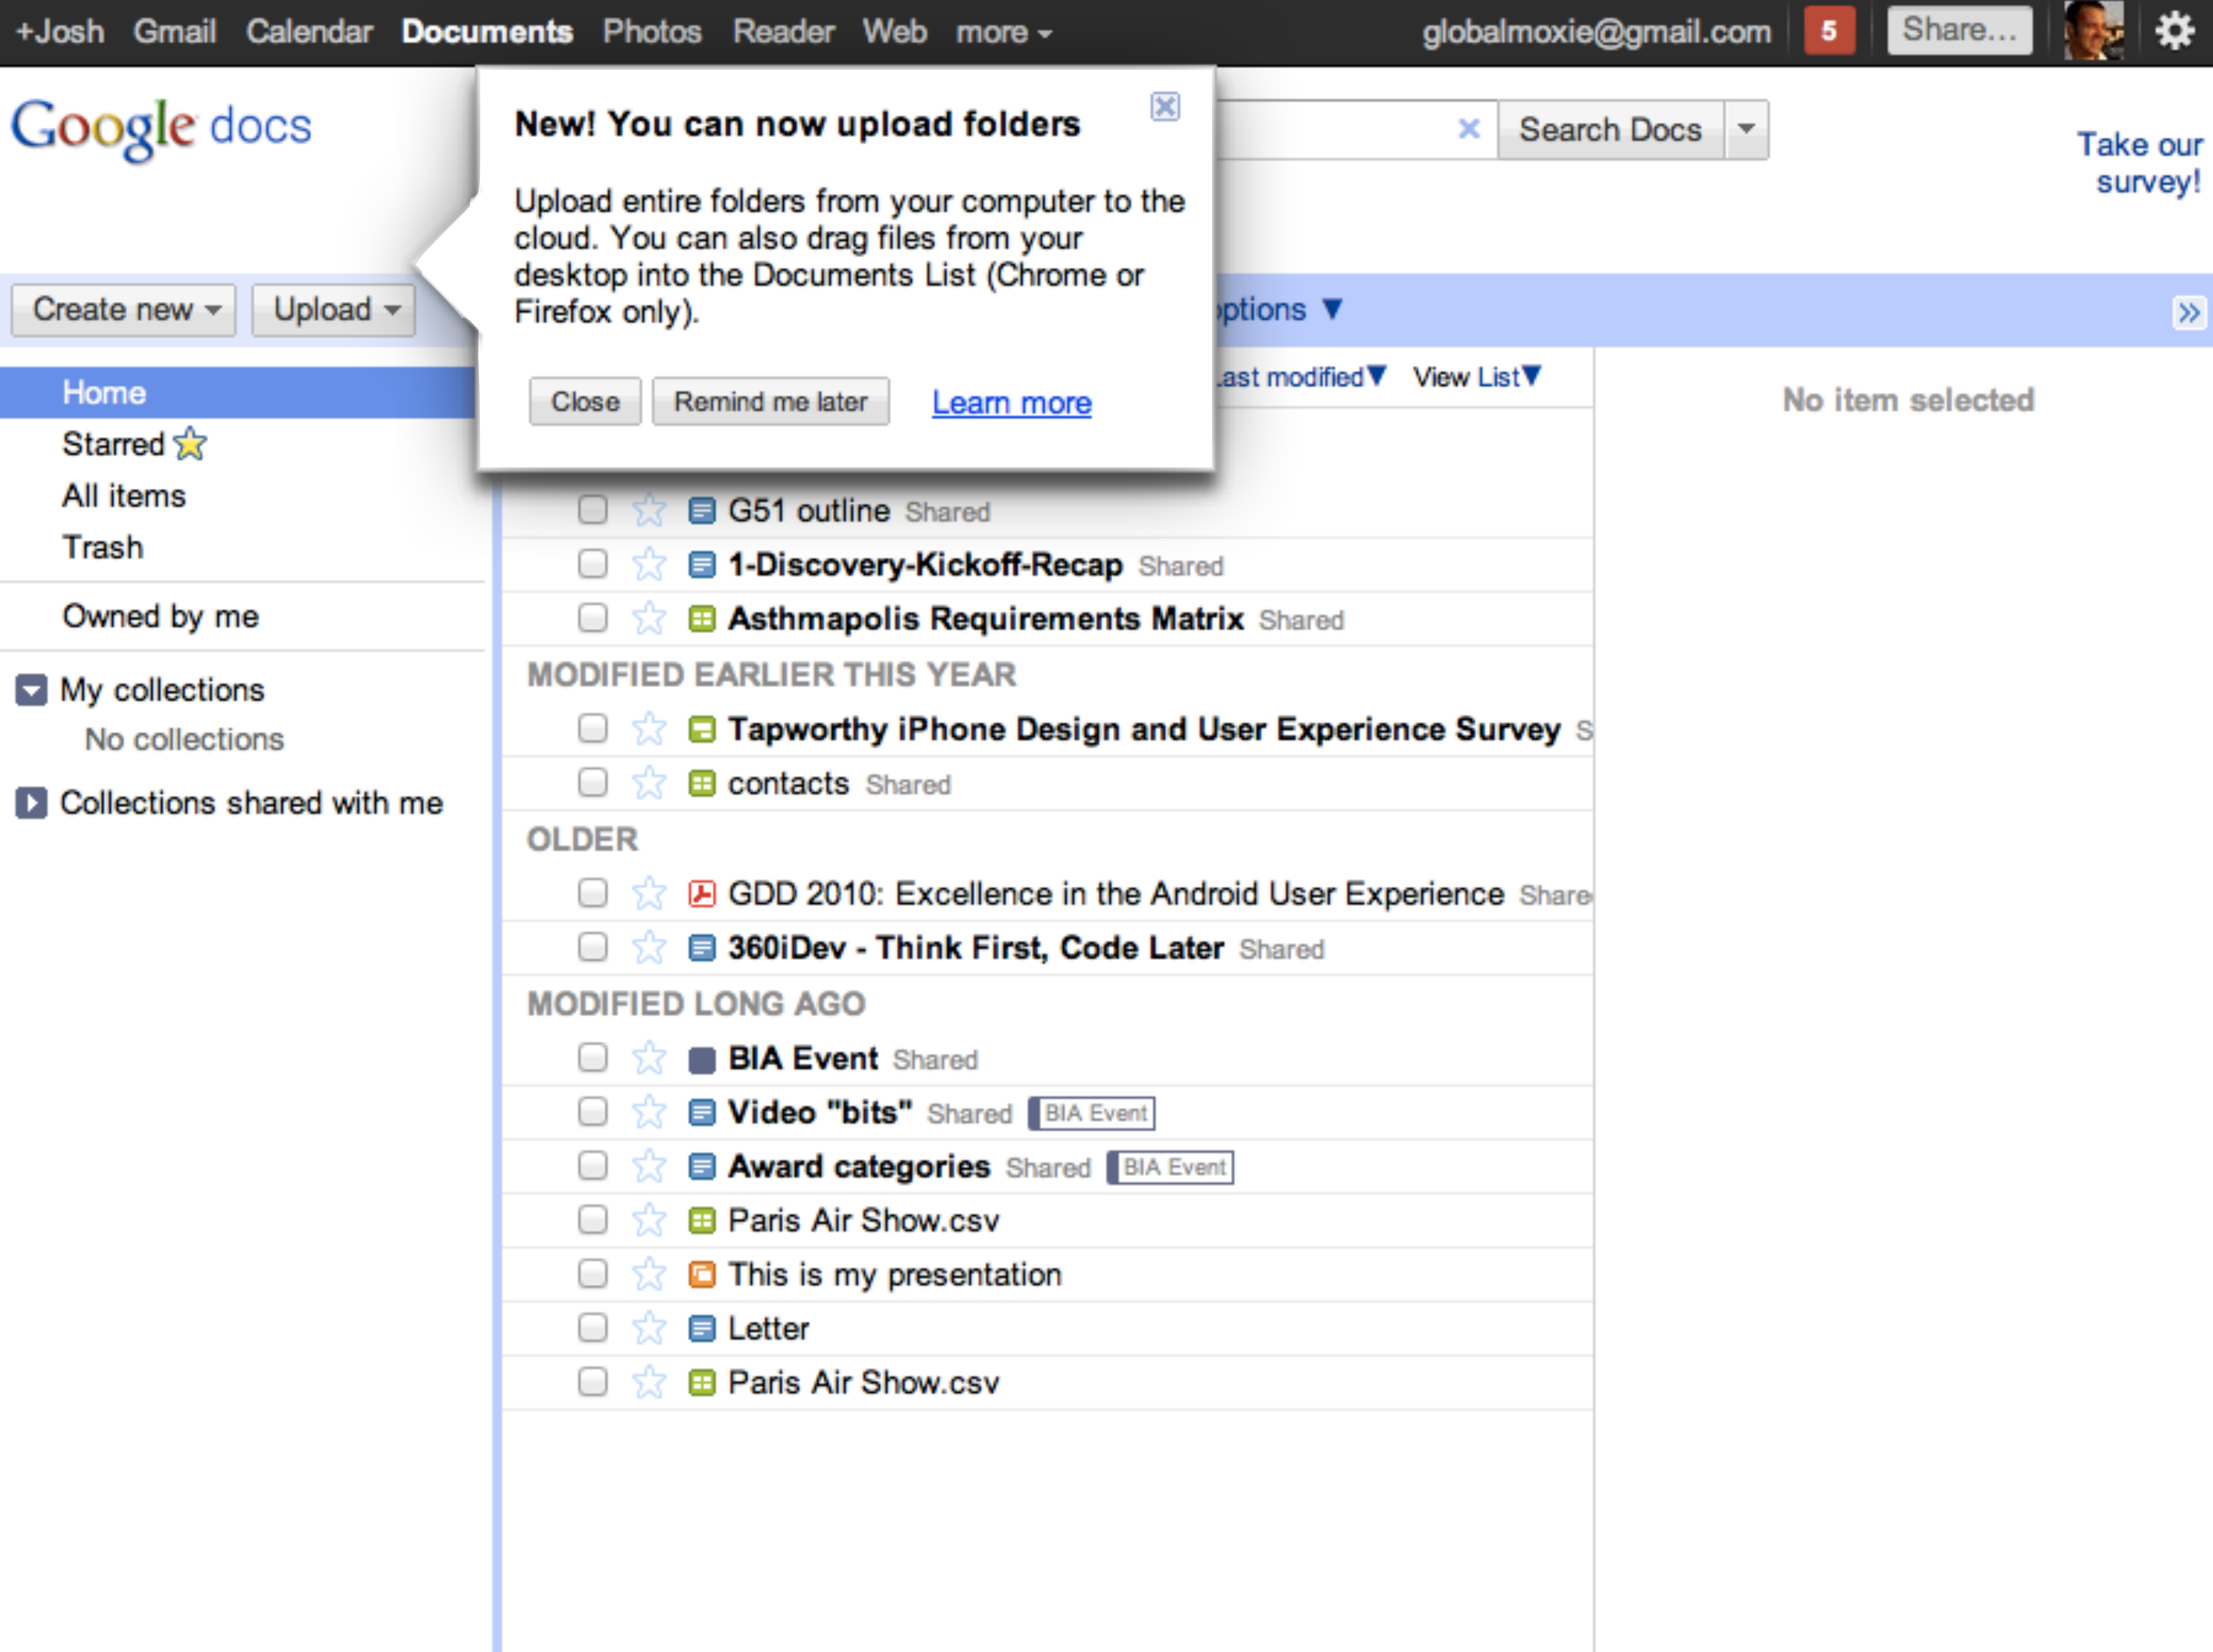 +Josh Gmail Calendar Documents Photos Reader Web more globalmoxie@gmail.com 5 Share...
Google docs
New! You can now upload folders
Search Docs
Take our
survey!
Upload entire folders from your computer to the
cloud. You can also drag files from your
desktop into the Documents List (Chrome or
Firefox only).
Close Remind me later Learn more
Create new Upload
options
Home
Starred
All items
Trash
Owned by me
My collections
No collections
Collections shared with me
Last modified View List
No item selected
G51 outline Shared
1-Discovery-Kickoff-Recap Shared
Asthmapolis Requirements Matrix Shared
MODIFIED EARLIER THIS YEAR
Tapworthy iPhone Design and User Experience Survey S
contacts Shared
OLDER
GDD 2010: Excellence in the Android User Experience Share
360iDev - Think First, Code Later Shared
MODIFIED LONG AGO
BIA Event Shared
Video "bits" Shared BIA Event
Award categories Shared BIA Event
Paris Air Show.csv
This is my presentation
Letter
Paris Air Show.csv